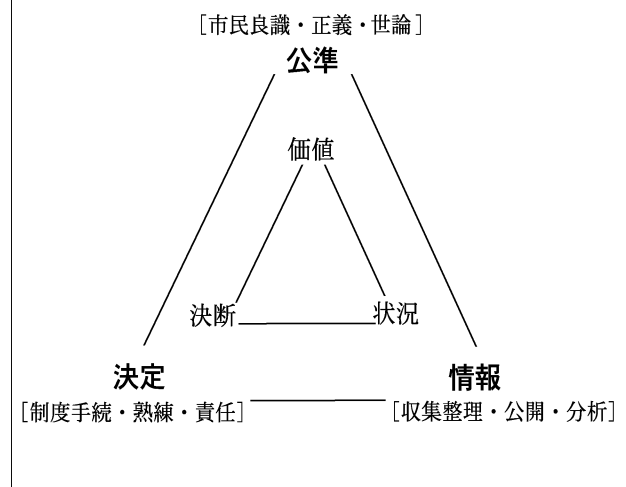 ［市民良識・正義・世論］
公準
価値
決断
状況
決定
情報
［制度手続・熟練・責任］
［収集整理・公開・分析］